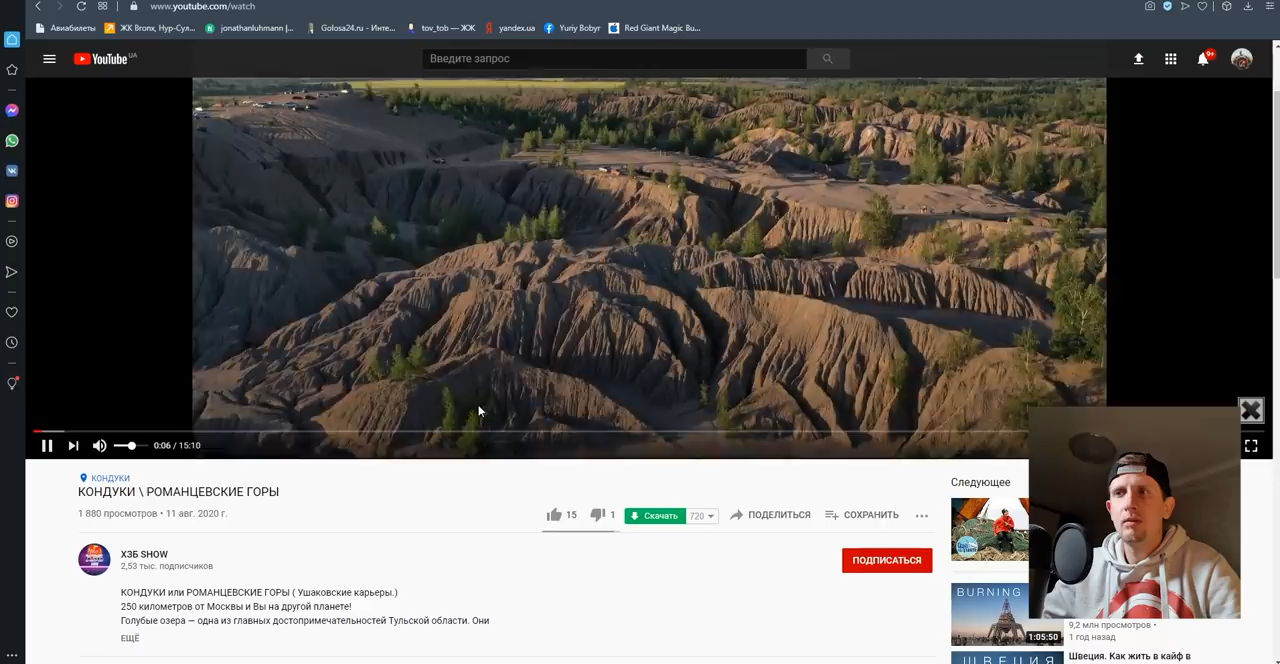 www.youtube.com/watch
Авиабилеты
ЖК Bronx, Нур-Сул...
jonathanluhmann |...
Golosa24.ru - Инте...
tov_tob — ЖЖ
yandex.ua
Yuriy Bobyr
Red Giant Magic Bu...
YouTube UA
Введите запрос
9+
0:06 / 15:10
КОНДУКИ
КОНДУКИ \ РОМАНЦЕВСКИЕ ГОРЫ
1 880 просмотров • 11 авг. 2020 г.
15
1
Скачать
720
ПОДЕЛИТЬСЯ
СОХРАНИТЬ
ХЗБ SHOW
2,53 тыс. подписчиков
ПОДПИСАТЬСЯ
КОНДУКИ или РОМАНЦЕВСКИЕ ГОРЫ ( Ушаковские карьеры.)
250 километров от Москвы и Вы на другой планете!
Голубые озера — одна из главных достопримечательностей Тульской области. Они
ЕЩЁ
Следующее
BURNING
1:05:50
9,2 млн просмотров •
1 год назад
ШВЕЦИЯ
Швеция. Как жить в кайф в